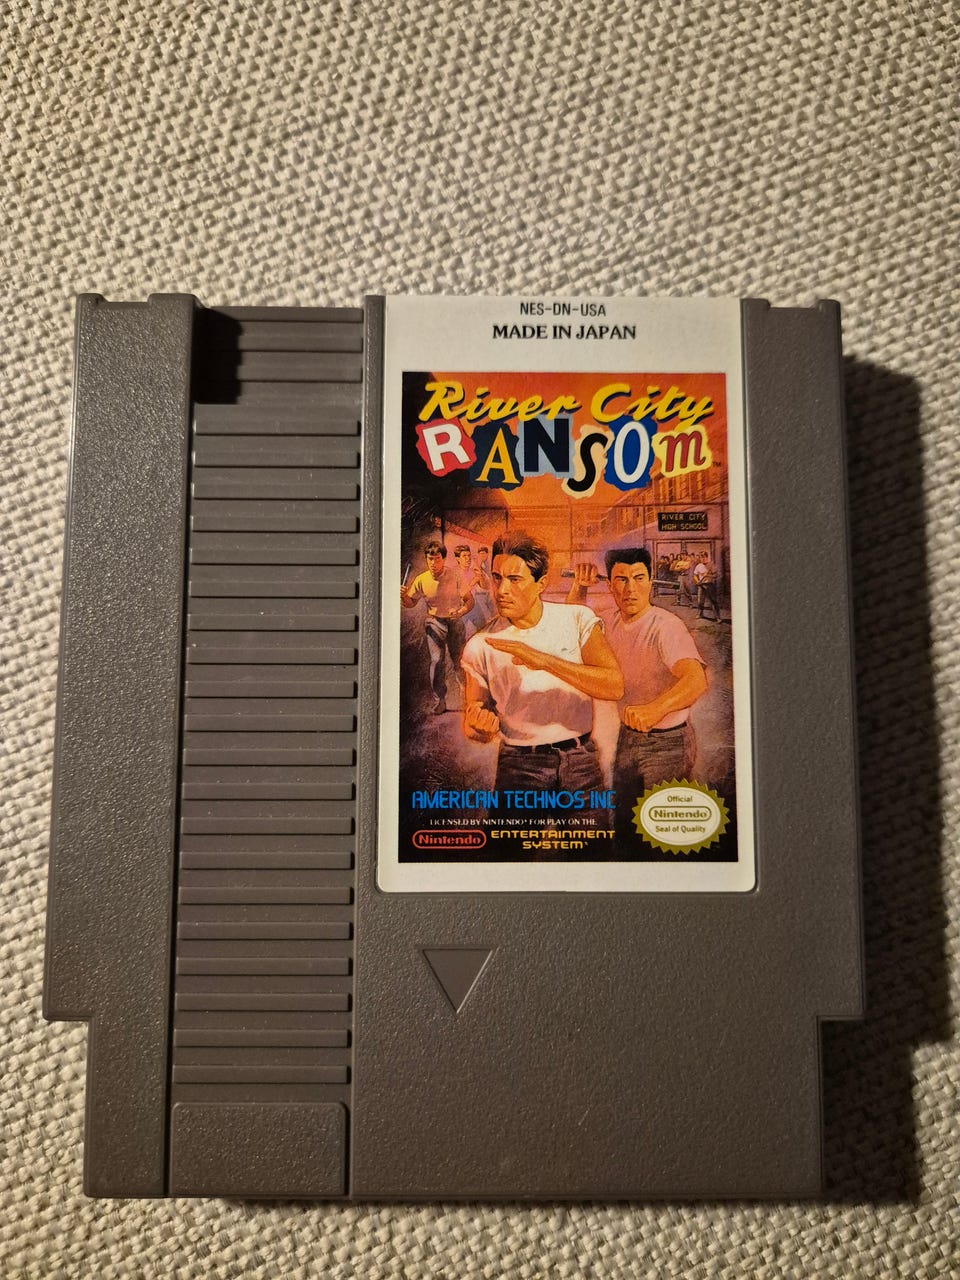 NES-DN-USA
MADE IN JAPAN
River City
RANSOM™
RIVER CITY
HIGH SCHOOL
AMERICAN TECHNOS INC
LICENSED BY NINTENDO® FOR PLAY ON THE
Nintendo
ENTERTAINMENT
SYSTEM
Official
Nintendo
Seal of Quality